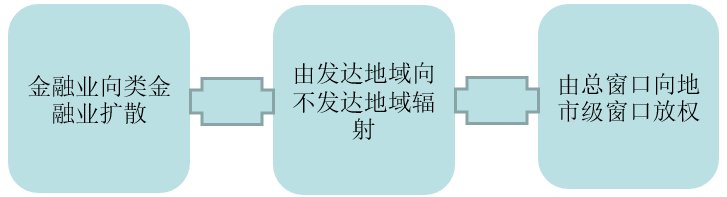 金融业向类金
融业扩散
由发达地域向
不发达地域辐
射
由总窗口向地
市级窗口放权